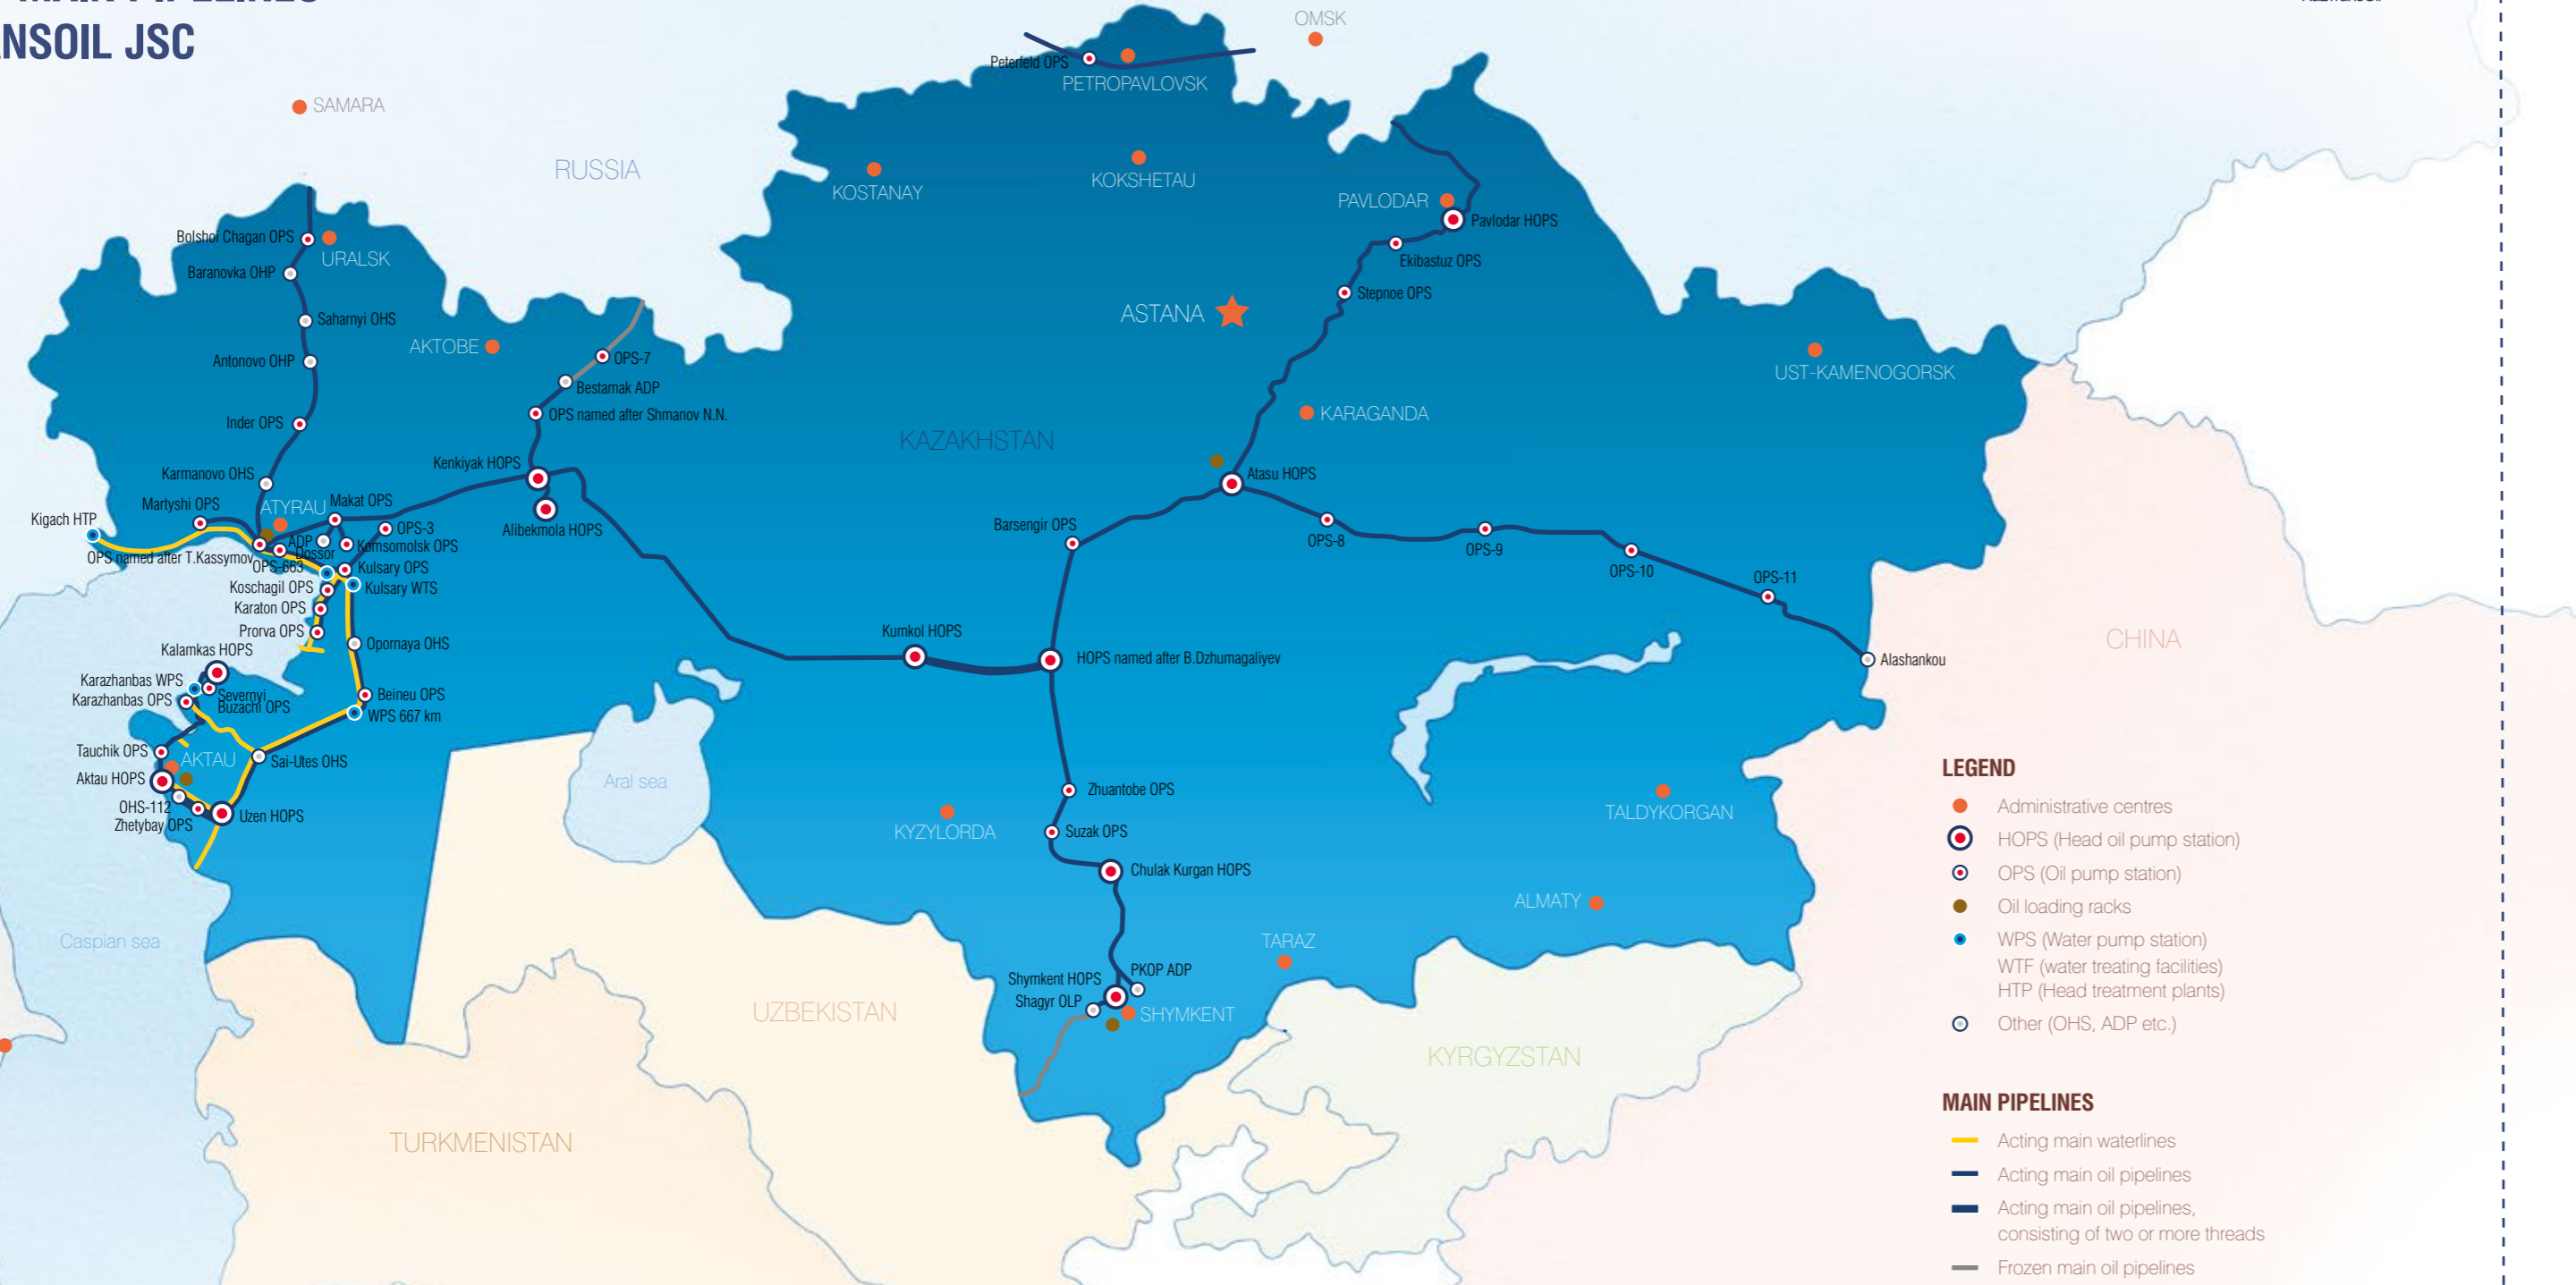 MAIN PIPELINES
ANSOIL JSC
OMSK
Peterfeld OPS
PETROPAVLOVSK
SAMARA
RUSSIA
KOSTANAY
KOKSHETAU
PAVLODAR
Pavlodar HOPS
Bolshoi Chagan OPS
URALSK
Ekibastuz OPS
Baranovka OHP
Stepnoe OPS
ASTANA
Saharnyi OHS
AKTOBE
OPS-7
Antonovo OHP
Bestamak ADP
UST-KAMENOGORSK
OPS named after Shmanov N.N.
KARAGANDA
Inder OPS
KAZAKHSTAN
Kenkiyak HOPS
Karmanovo OHS
Atasu HOPS
Martyshi OPS
ATYRAU
Makat OPS
Kigach HTP
OPS-3
Alibekmola HOPS
Barsengir OPS
OPS-8
OPS-9
ADP
Dossor
Komsomolsk OPS
OPS named after T.Kassymov
OPS-663
Kulsary OPS
OPS-10
OPS-11
Koschagil OPS
Kulsary WTS
Karaton OPS
Prorva OPS
Kumkol HOPS
CHINA
Opornaya OHS
Kalamkas HOPS
HOPS named after B.Dzhumagaliyev
Alashankou
Karazhanbas WPS
Severnyi
Buzachi OPS
Karazhanbas OPS
Beineu OPS
WPS 667 km
Tauchik OPS
AKTAU
Sai-Utes OHS
Aktau HOPS
Aral sea
Zhuantobe OPS
OHS-112
Zhetybay OPS
Uzen HOPS
KYZYLORDA
Suzak OPS
TALDYKORGAN
Chulak Kurgan HOPS
ALMATY
Caspian sea
TARAZ
Shymkent HOPS
PKOP ADP
Shagyr OLP
SHYMKENT
UZBEKISTAN
KYRGYZSTAN
TURKMENISTAN
LEGEND
Administrative centres
HOPS (Head oil pump station)
OPS (Oil pump station)
Oil loading racks
WPS (Water pump station)
WTF (water treating facilities)
HTP (Head treatment plants)
Other (OHS, ADP etc.)
MAIN PIPELINES
Acting main waterlines
Acting main oil pipelines
Acting main oil pipelines,
consisting of two or more threads
Frozen main oil pipelines